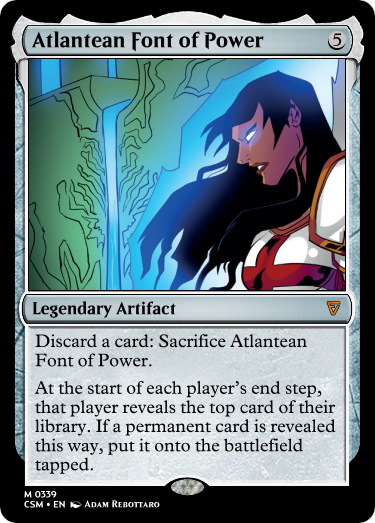 Atlantean Font of Power 5
Legendary Artifact
Discard a card: Sacrifice Atlantean
Font of Power.
At the start of each player's end step,
that player reveals the top card of their
library. If a permanent card is revealed
this way, put it onto the battlefield
tapped.
M 0339
CSM • EN Adam Rebottaro